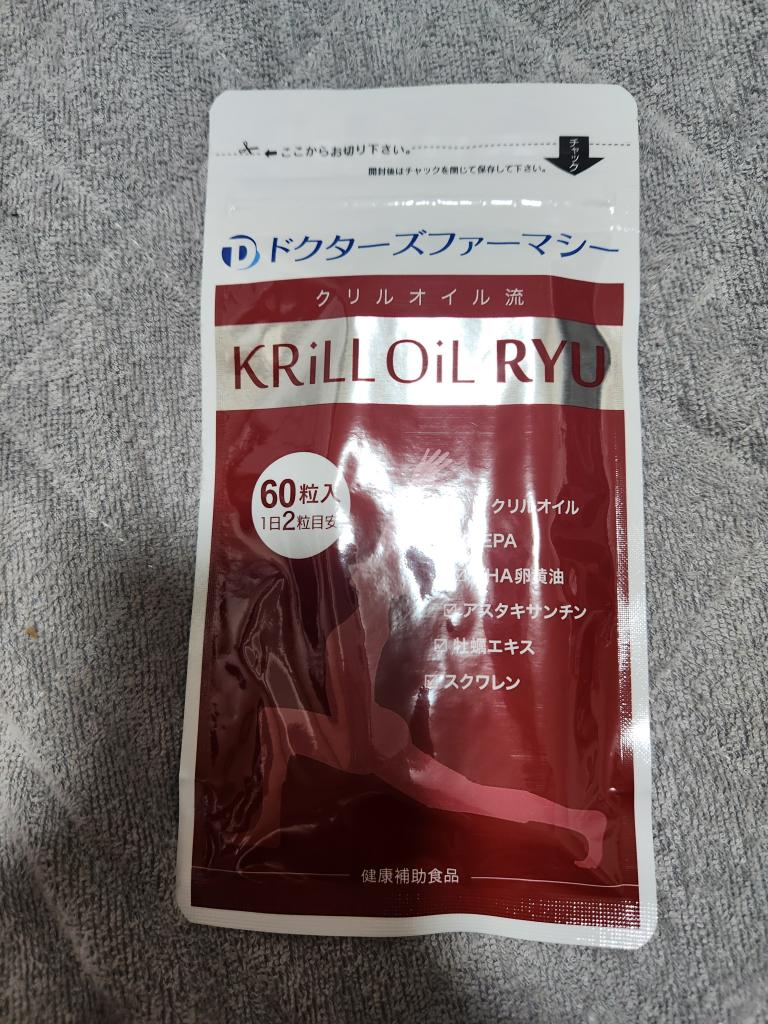 ここからお切り下さい。
チャック
開封後はチャックを閉じて保存して下さい。
ドクターズファーマシー
クリルオイル流
KRiLL OiL RYU
60粒入
1日2粒目安
クリルオイル
EPA
HA卵黄油
アスタキサンチン
牡蠣エキス
スクワレン
健康補助食品